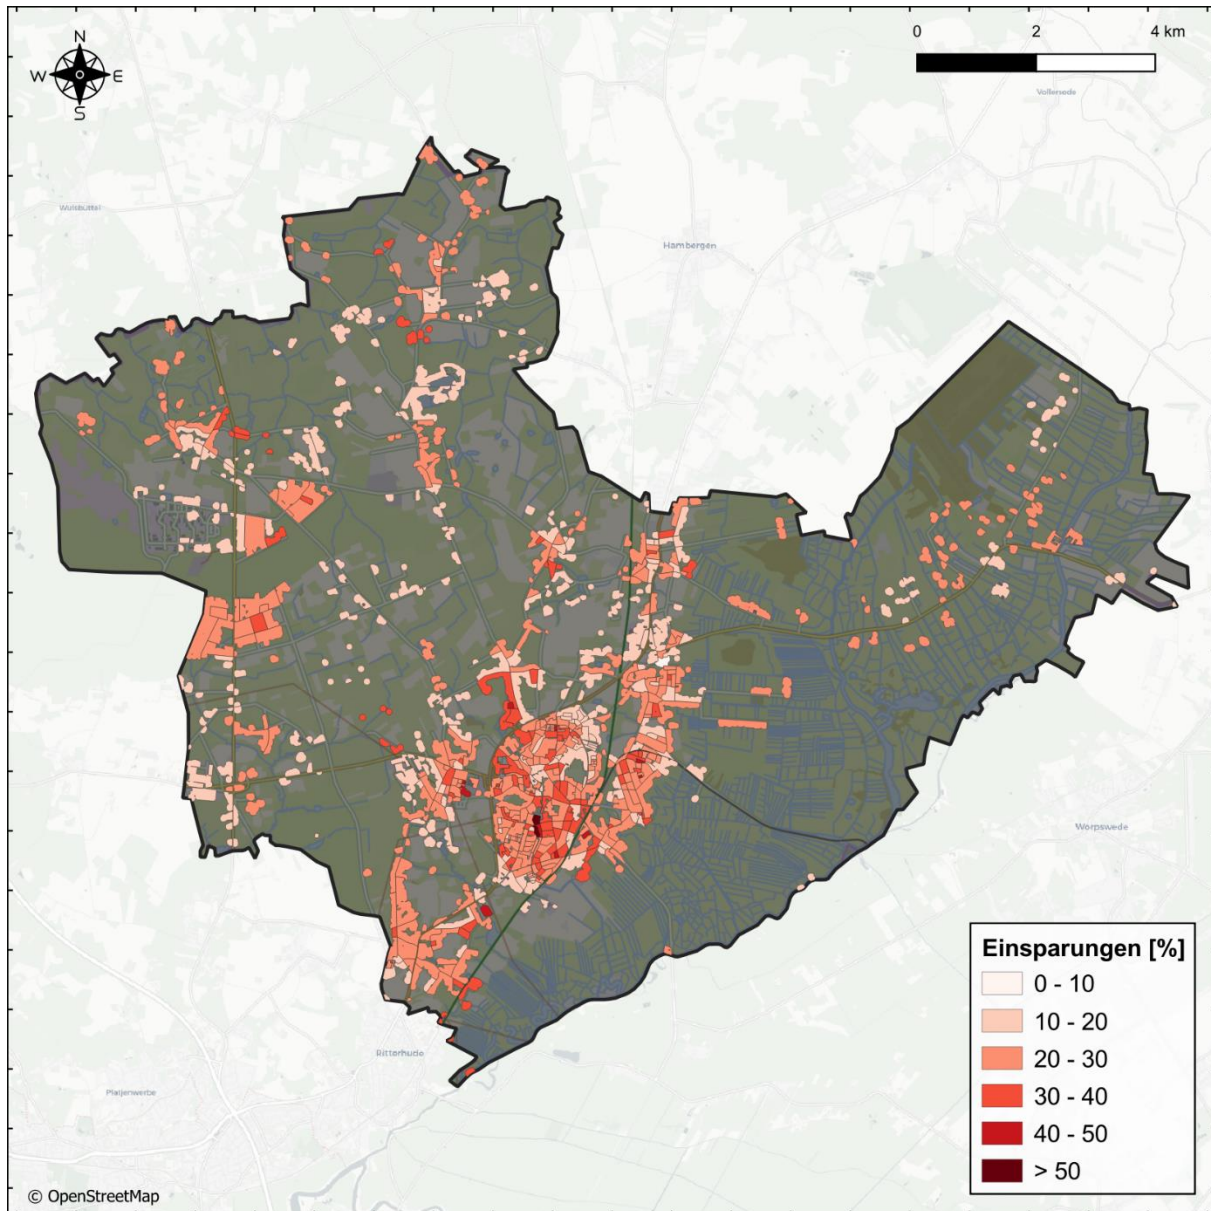 N
W E
S
0 2 4 km
Vollersode
Wulsbüttel
Hambergen
Worpswede
Ritterhude
Platjenwerbe
Einsparungen [%]
0 - 10
10 - 20
20 - 30
30 - 40
40 - 50
> 50
© OpenStreetMap